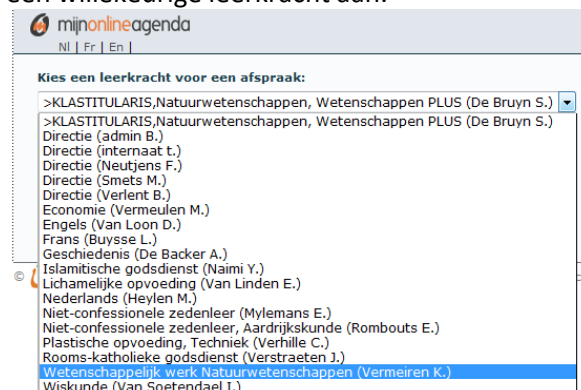 een willekeurige leerkracht aan.
mijnonlineagenda
Nl | Fr | En |
Kies een leerkracht voor een afspraak:
>KLASTITULARIS,Natuurwetenschappen, Wetenschappen PLUS (De Bruyn S.)
>KLASTITULARIS,Natuurwetenschappen, Wetenschappen PLUS (De Bruyn S.)
Directie (admin B.)
Directie (internaat t.)
Directie (Neutjens F.)
Directie (Smets M.)
Directie (Verlent B.)
Economie (Vermeulen M.)
Engels (Van Loon D.)
Frans (Buysse L.)
Geschiedenis (De Backer A.)
Islamitische godsdienst (Naimi Y.)
©
Lichamelijke opvoeding (Van Linden E.)
Nederlands (Heylen M.)
Niet-confessionele zedenleer (Mylemans E.)
Niet-confessionele zedenleer, Aardrijkskunde (Rombouts E.)
Plastische opvoeding, Techniek (Verhille C.)
Rooms-katholieke godsdienst (Verstraeten J.)
Wetenschappelijk werk Natuurwetenschappen (Vermeiren K.)
Wiskunde (Van Soetendael I.)